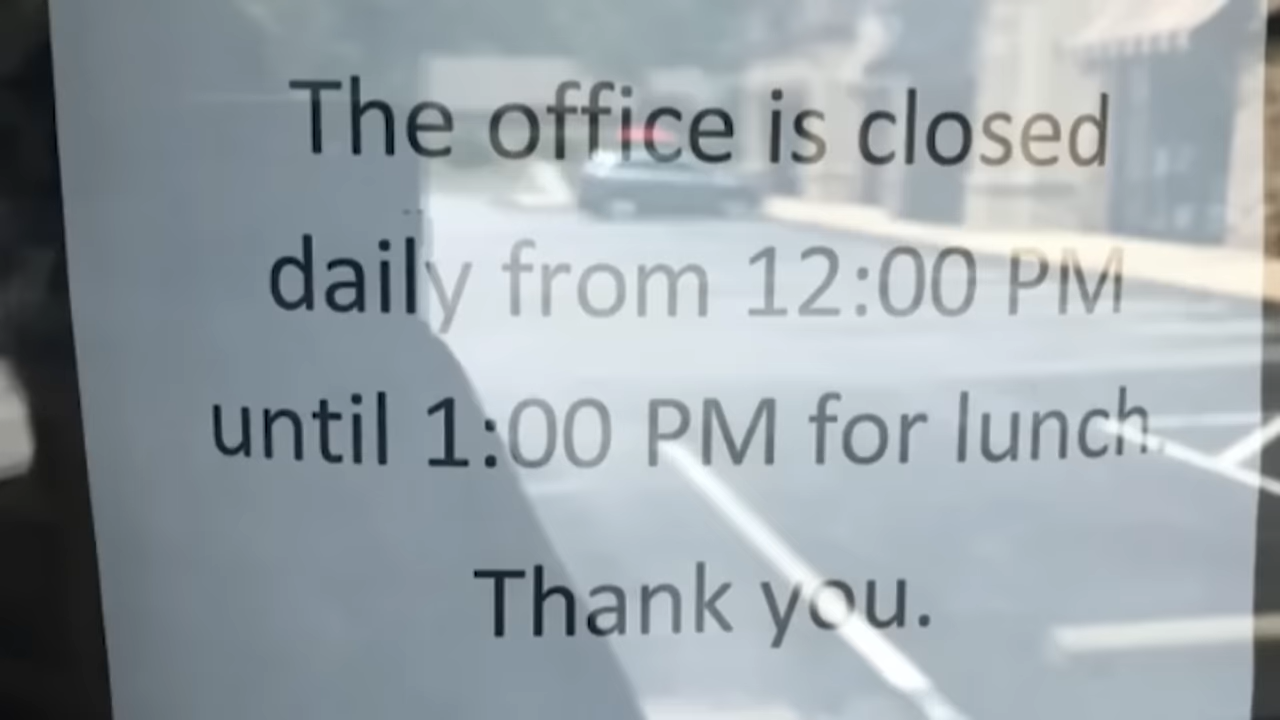 The office is closed
daily from 12:00 PM
until 1:00 PM for lunch.
Thank you.